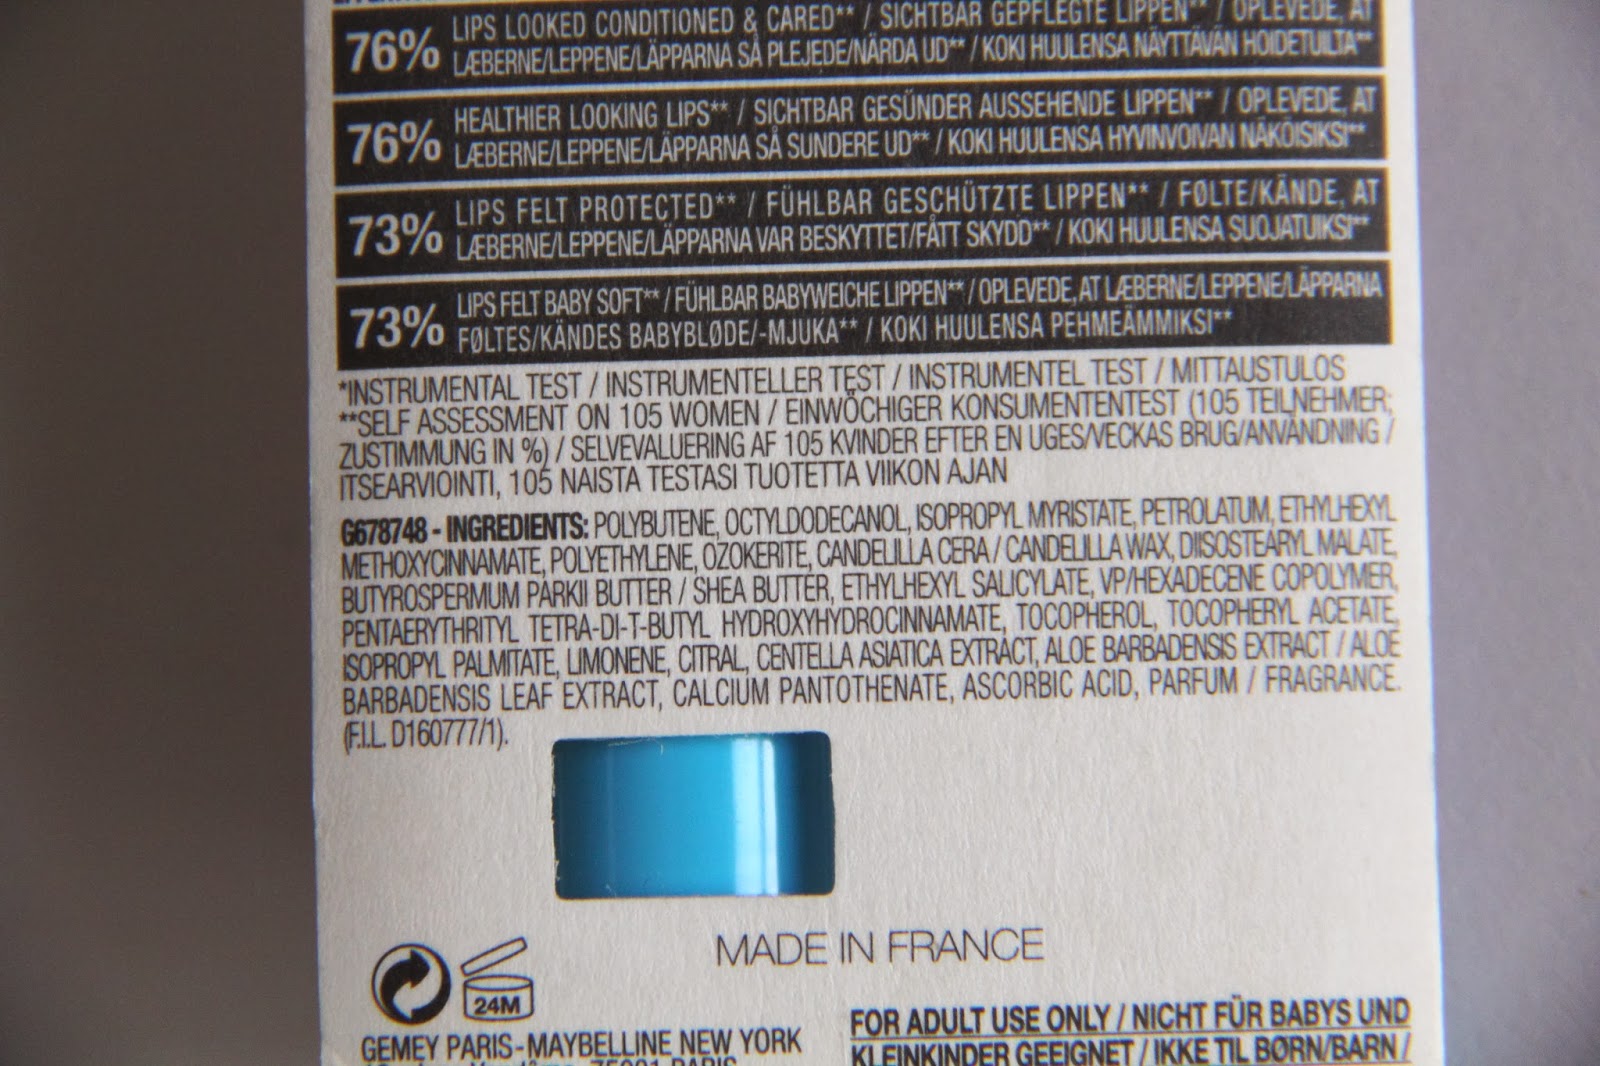 76% LIPS LOOKED CONDITIONED & CARED** / SICHTBAR GEPFLEGTE LIPPEN** / OPLEVEDE, AT
LÆBERNE/LEPPENE/LÄPPARNA SÅ PLEJEDE/NÄRDA UD** / KOKI HUULENSA NÄYTTÄVÄN HOIDETUILTA**
76% HEALTHIER LOOKING LIPS** / SICHTBAR GESÜNDER AUSSEHENDE LIPPEN** / OPLEVEDE, AT
LÆBERNE/LEPPENE/LÄPPARNA SÅ SUNDERE UD** / KOKI HUULENSA HYVINVOIVAN NÄKÖISIKSI**
73% LIPS FELT PROTECTED** / FÜHLBAR GESCHÜTZTE LIPPEN** / FØLTE/KÄNDE, AT
LÆBERNE/LEPPENE/LÄPPARNA VAR BESKYTTET/FÅTT SKYDD** / KOKI HUULENSA SUOJATUIKSI**
73% LIPS FELT BABY SOFT** / FÜHLBAR BABYWEICHE LIPPEN** / OPLEVEDE, AT LÆBERNE/LEPPENE/LÄPPARNA
FØLTES/KÄNDES BABYBLØDE/-MJUKA** / KOKI HUULENSA PEHMEÄMMIKSI**
*INSTRUMENTAL TEST / INSTRUMENTELLER TEST / INSTRUMENTEL TEST / MITTAUSTULOS
**SELF ASSESSMENT ON 105 WOMEN / EINWÖCHIGER KONSUMENTENTEST (105 TEILNEHMER;
ZUSTIMMUNG IN %) / SELVEVALUERING AF 105 KVINDER EFTER EN UGES/VECKAS BRUG/ANVÄNDNING /
ITSEARVIOINTI, 105 NAISTA TESTASI TUOTETTA VIIKON AJAN
G678748 - INGREDIENTS: POLYBUTENE, OCTYLDODECANOL, ISOPROPYL MYRISTATE, PETROLATUM, ETHYLHEXYL
METHOXYCINNAMATE, POLYETHYLENE, OZOKERITE, CANDELILLA CERA / CANDELILLA WAX, DIISOSTEARYL MALATE,
BUTYROSPERMUM PARKII BUTTER / SHEA BUTTER, ETHYLHEXYL SALICYLATE, VP/HEXADECENE COPOLYMER,
PENTAERYTHRITYL TETRA-DI-T-BUTYL HYDROXYHYDROCINNAMATE, TOCOPHEROL, TOCOPHERYL ACETATE,
ISOPROPYL PALMITATE, LIMONENE, CITRAL, CENTELLA ASIATICA EXTRACT, ALOE BARBADENSIS EXTRACT / ALOE
BARBADENSIS LEAF EXTRACT, CALCIUM PANTOTHENATE, ASCORBIC ACID, PARFUM / FRAGRANCE.
(F.I.L. D160777/1).
MADE IN FRANCE
24M
GEMEY PARIS-MAYBELLINE NEW YORK
75001 PARIS
FOR ADULT USE ONLY / NICHT FÜR BABYS UND
KLEINKINDER GEEIGNET / IKKE TIL BØRN/BARN /